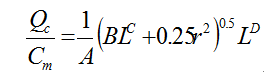 Q_c / C_m = 1/A (BL^C + 0.25r^2)^0.5 L^D